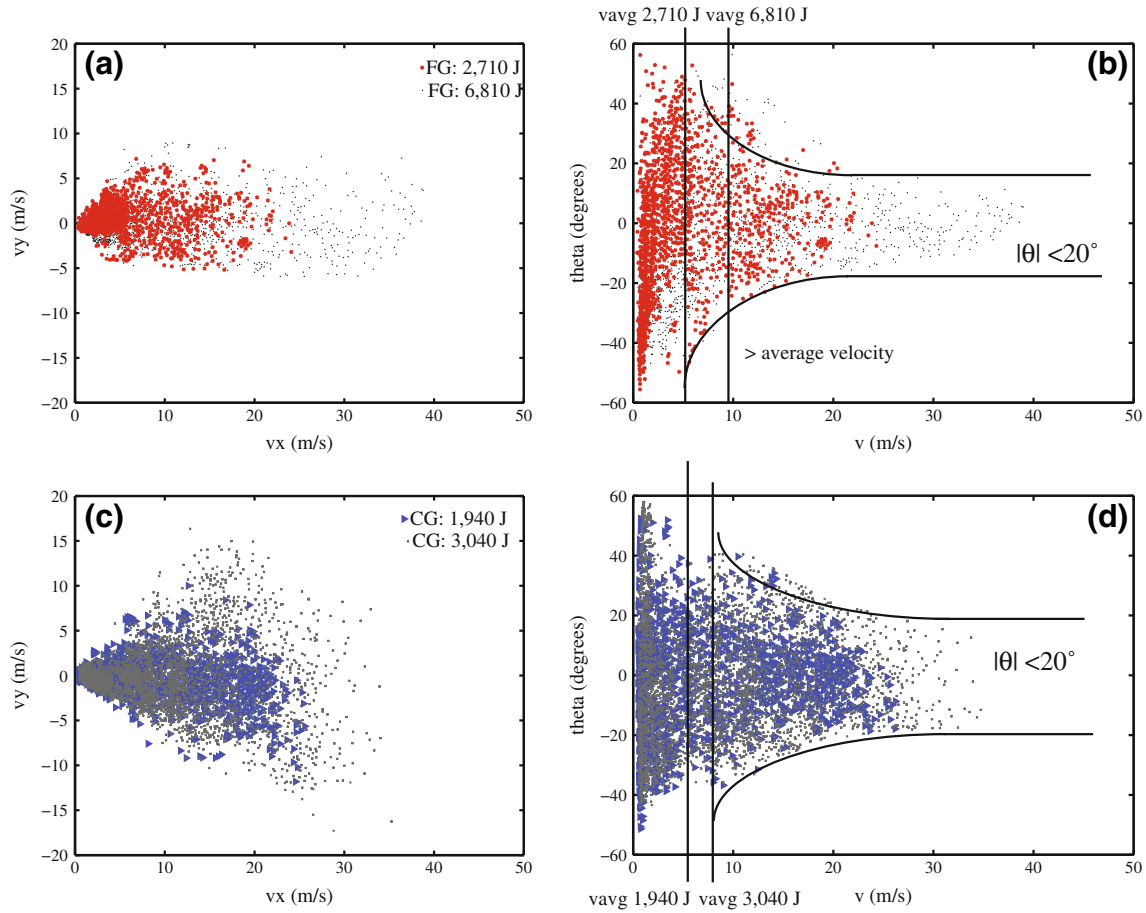 vavg 2,710 J vavg 6,810 J
(a)
FG: 2,710 J
FG: 6,810 J
20
15
10
5
0
−5
−10
−15
−20
vy (m/s)
0 10 20 30 40 50
vx (m/s)
(b)
60
40
20
0
−20
−40
−60
theta (degrees)
|θ| <20°
> average velocity
0 10 20 30 40 50
v (m/s)
(c)
CG: 1,940 J
CG: 3,040 J
20
15
10
5
0
−5
−10
−15
−20
vy (m/s)
0 10 20 30 40 50
vx (m/s)
(d)
60
40
20
0
−20
−40
−60
theta (degrees)
|θ| <20°
0 10 20 30 40 50
vavg 1,940 J vavg 3,040 J
v (m/s)